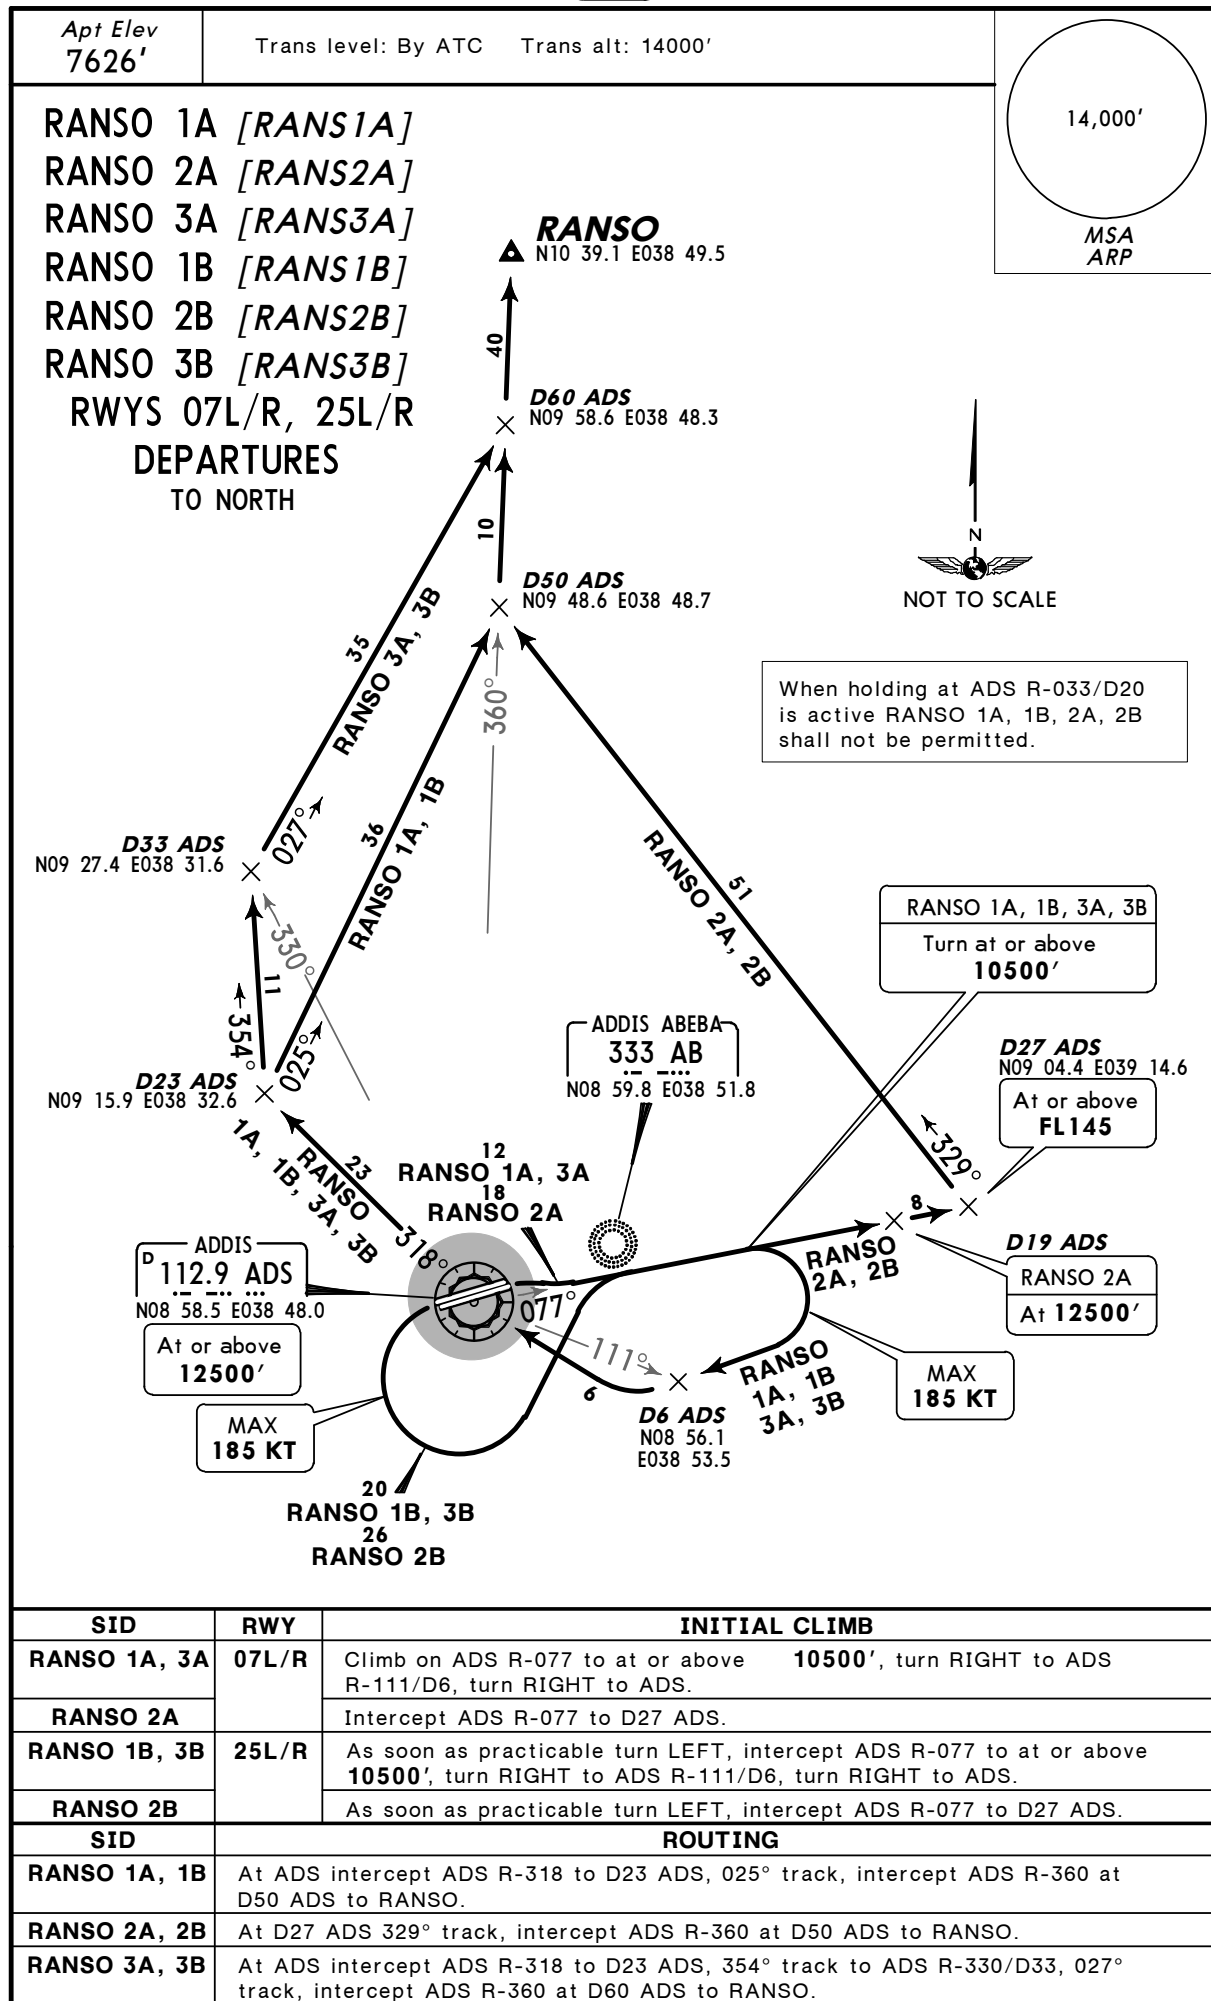 Apt Elev
7626'
Trans level: By ATC Trans alt: 14000'
14,000'
MSA
ARP
RANSO 1A [RANS1A]
RANSO 2A [RANS2A]
RANSO 3A [RANS3A]
RANSO 1B [RANS1B]
RANSO 2B [RANS2B]
RANSO 3B [RANS3B]
RWYS 07L/R, 25L/R
DEPARTURES
TO NORTH
RANSO
N10 39.1 E038 49.5
40
D60 ADS
N09 58.6 E038 48.3
10
D50 ADS
N09 48.6 E038 48.7
N
NOT TO SCALE
35
RANSO 3A, 3B
360°
When holding at ADS R-033/D20
is active RANSO 1A, 1B, 2A, 2B
shall not be permitted.
36
RANSO 1A, 1B
51
RANSO 2A, 2B
D33 ADS
N09 27.4 E038 31.6
027°
330°
11
354°
025°
RANSO 1A, 1B, 3A, 3B
Turn at or above
10500'
ADDIS ABEBA
333 AB
N08 59.8 E038 51.8
D27 ADS
N09 04.4 E039 14.6
At or above
FL145
D23 ADS
N09 15.9 E038 32.6
23
RANSO
1A, 1B, 3A, 3B
318°
12
RANSO 1A, 3A
18
RANSO 2A
329°
8
RANSO
2A, 2B
D19 ADS
RANSO 2A
At 12500'
ADDIS
D 112.9 ADS
N08 58.5 E038 48.0
At or above
12500'
077°
111°
6
D6 ADS
N08 56.1
E038 53.5
RANSO
1A, 1B
3A, 3B
MAX
185 KT
MAX
185 KT
20
RANSO 1B, 3B
26
RANSO 2B
SID RWY INITIAL CLIMB
RANSO 1A, 3A 07L/R Climb on ADS R-077 to at or above 10500', turn RIGHT to ADS
R-111/D6, turn RIGHT to ADS.
RANSO 2A Intercept ADS R-077 to D27 ADS.
RANSO 1B, 3B 25L/R As soon as practicable turn LEFT, intercept ADS R-077 to at or above
10500', turn RIGHT to ADS R-111/D6, turn RIGHT to ADS.
RANSO 2B As soon as practicable turn LEFT, intercept ADS R-077 to D27 ADS.
SID ROUTING
RANSO 1A, 1B At ADS intercept ADS R-318 to D23 ADS, 025° track, intercept ADS R-360 at
D50 ADS to RANSO.
RANSO 2A, 2B At D27 ADS 329° track, intercept ADS R-360 at D50 ADS to RANSO.
RANSO 3A, 3B At ADS intercept ADS R-318 to D23 ADS, 354° track to ADS R-330/D33, 027°
track, intercept ADS R-360 at D60 ADS to RANSO.